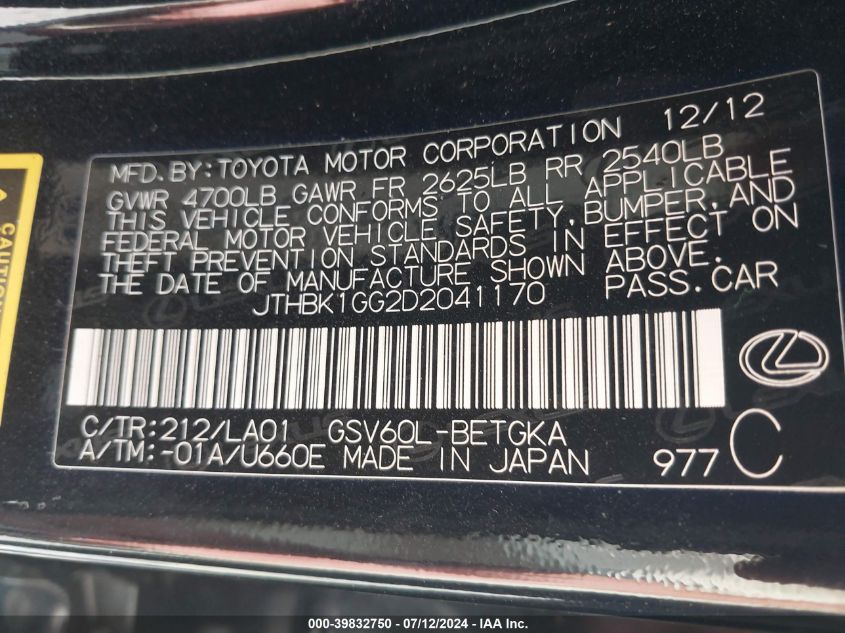 MFD. BY: TOYOTA MOTOR CORPORATION 12/12
GVWR 4700LB GAWR FR 2625LB RR 2540LB
THIS VEHICLE CONFORMS TO ALL APPLICABLE
FEDERAL MOTOR VEHICLE SAFETY, BUMPER, AND
THEFT PREVENTION STANDARDS IN EFFECT ON
THE DATE OF MANUFACTURE SHOWN ABOVE.
JTHBK1GG2D2041170 PASS. CAR
C/TR: 212/LA01 GSV60L-BETGKA
A/TM: -01A/U660E MADE IN JAPAN 977 C
CAUTION
000-39832750 - 07/12/2024 - IAA Inc.